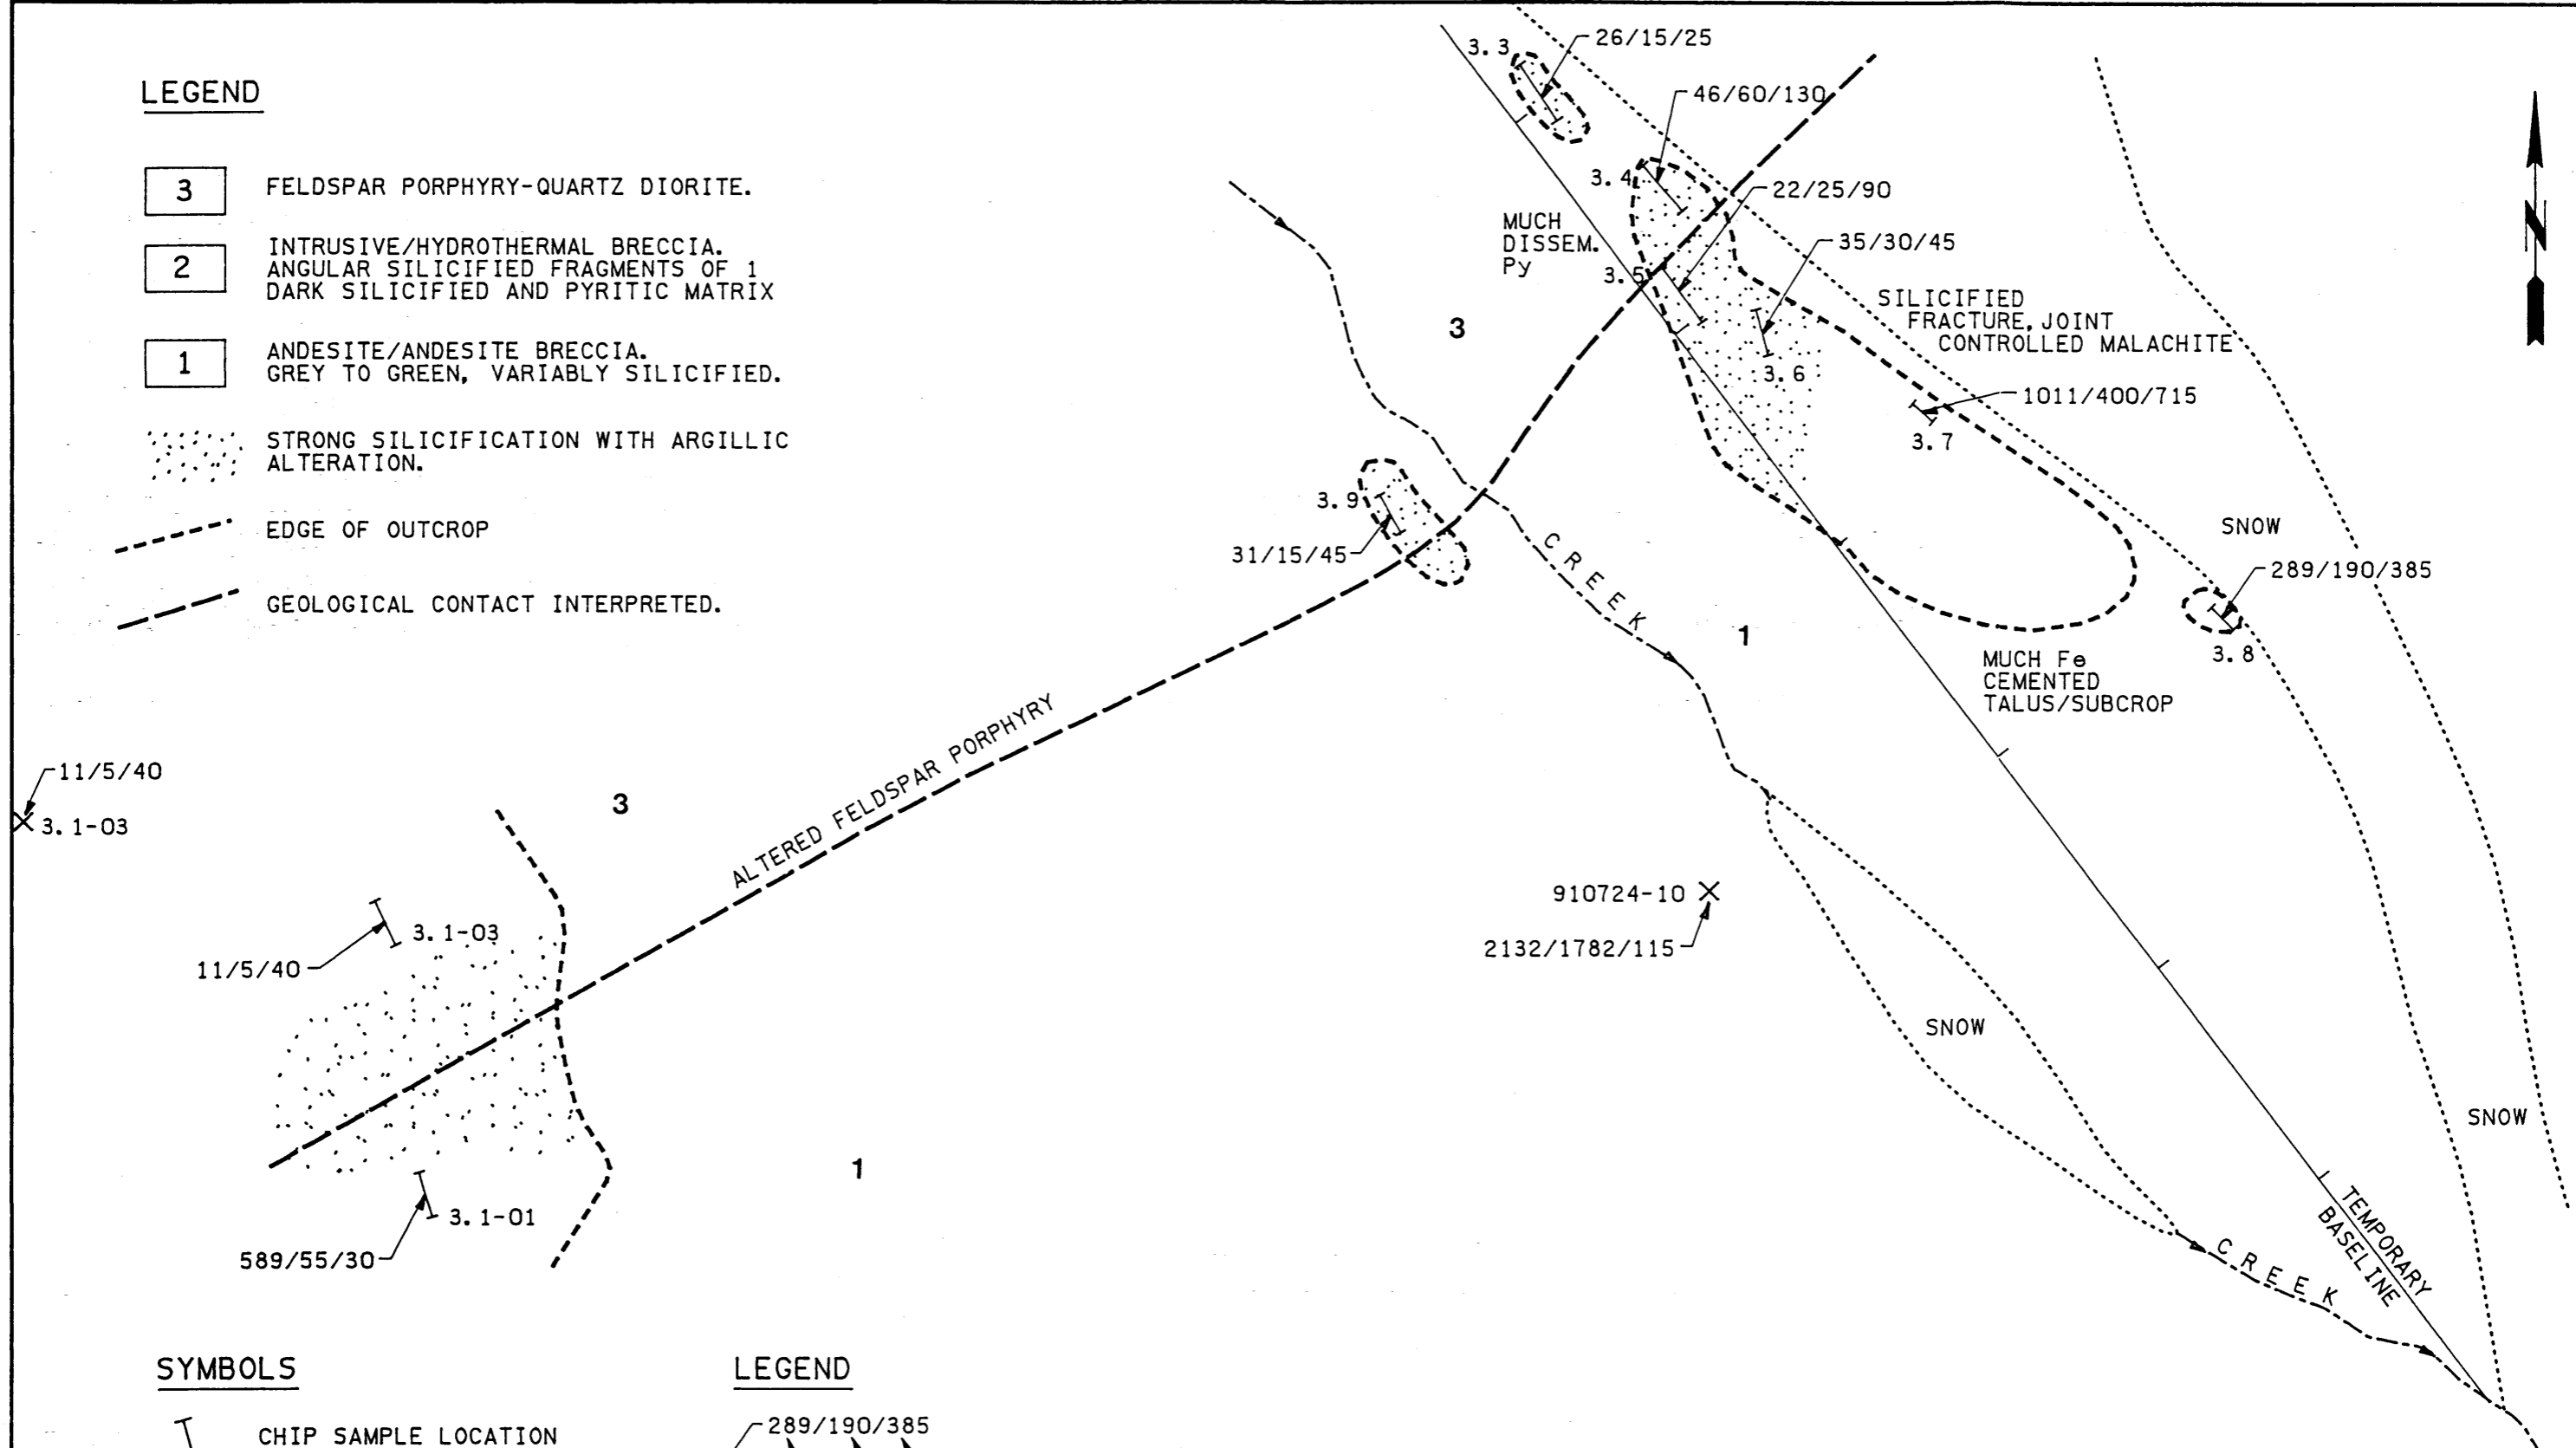 LEGEND
3 FELDSPAR PORPHYRY-QUARTZ DIORITE.
2 INTRUSIVE/HYDROTHERMAL BRECCIA.
ANGULAR SILICIFIED FRAGMENTS OF 1
DARK SILICIFIED AND PYRITIC MATRIX
1 ANDESITE/ANDESITE BRECCIA.
GREY TO GREEN, VARIABLY SILICIFIED.
STRONG SILICIFICATION WITH ARGILLIC
ALTERATION.
EDGE OF OUTCROP
GEOLOGICAL CONTACT INTERPRETED.
3.3
26/15/25
46/60/130
3.4
22/25/90
MUCH
DISSEM.
Py
3.5
35/30/45
SILICIFIED
FRACTURE, JOINT
CONTROLLED MALACHITE
3
3.6
1011/400/715
3.7
3.9
31/15/45
CREEK
SNOW
289/190/385
3.8
1
MUCH Fe
CEMENTED
TALUS/SUBCROP
ALTERED FELDSPAR PORPHYRY
11/5/40
3.1-03
3
910724-10
2132/1782/115
3.1-03
11/5/40
SNOW
SNOW
1
3.1-01
589/55/30
TEMPORARY
BASELINE
CREEK
N
SYMBOLS
CHIP SAMPLE LOCATION
LEGEND
289/190/385